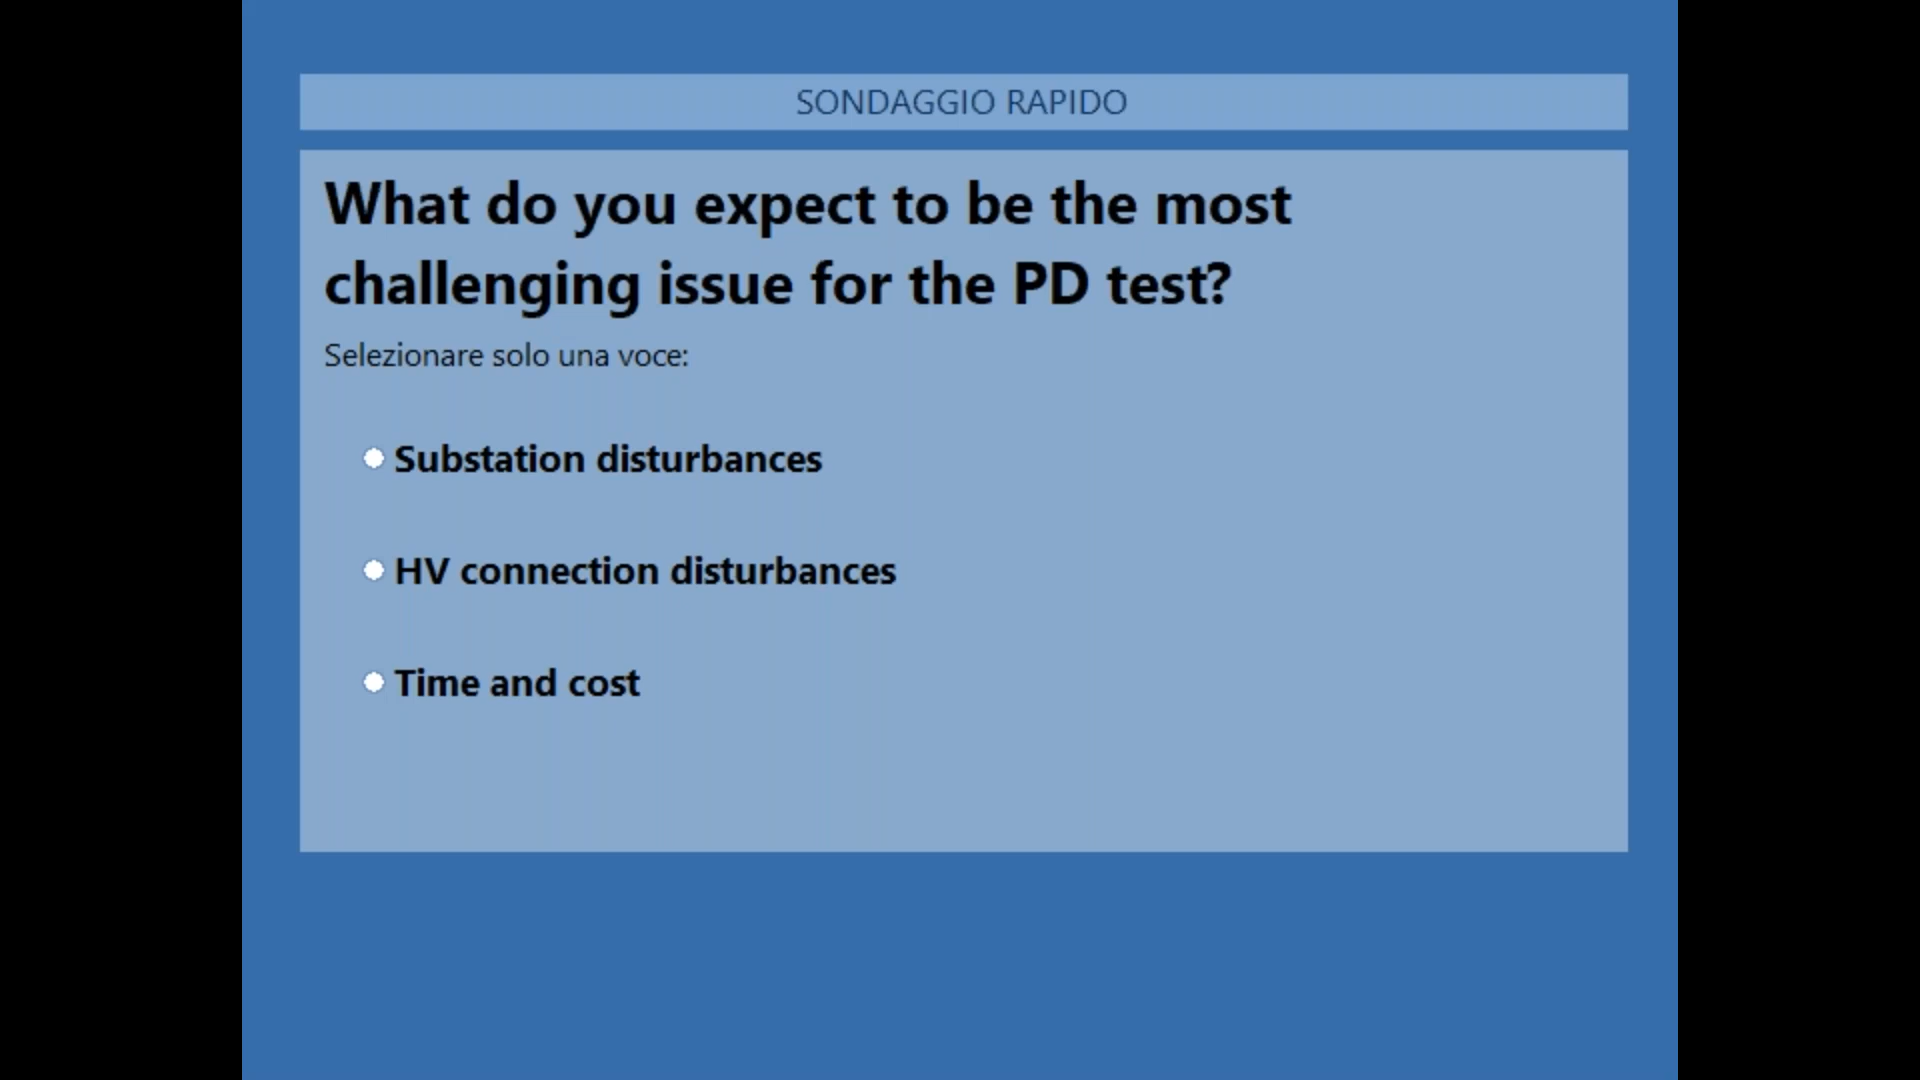 SONDAGGIO RAPIDO
What do you expect to be the most
challenging issue for the PD test?
Selezionare solo una voce:
Substation disturbances
HV connection disturbances
Time and cost